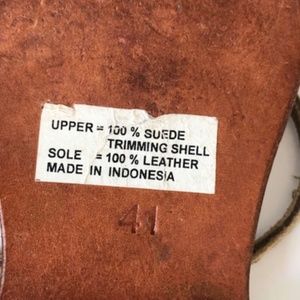 UPPER = 100 % SUEDE
TRIMMING SHELL
SOLE = 100 % LEATHER
MADE IN INDONESIA
41